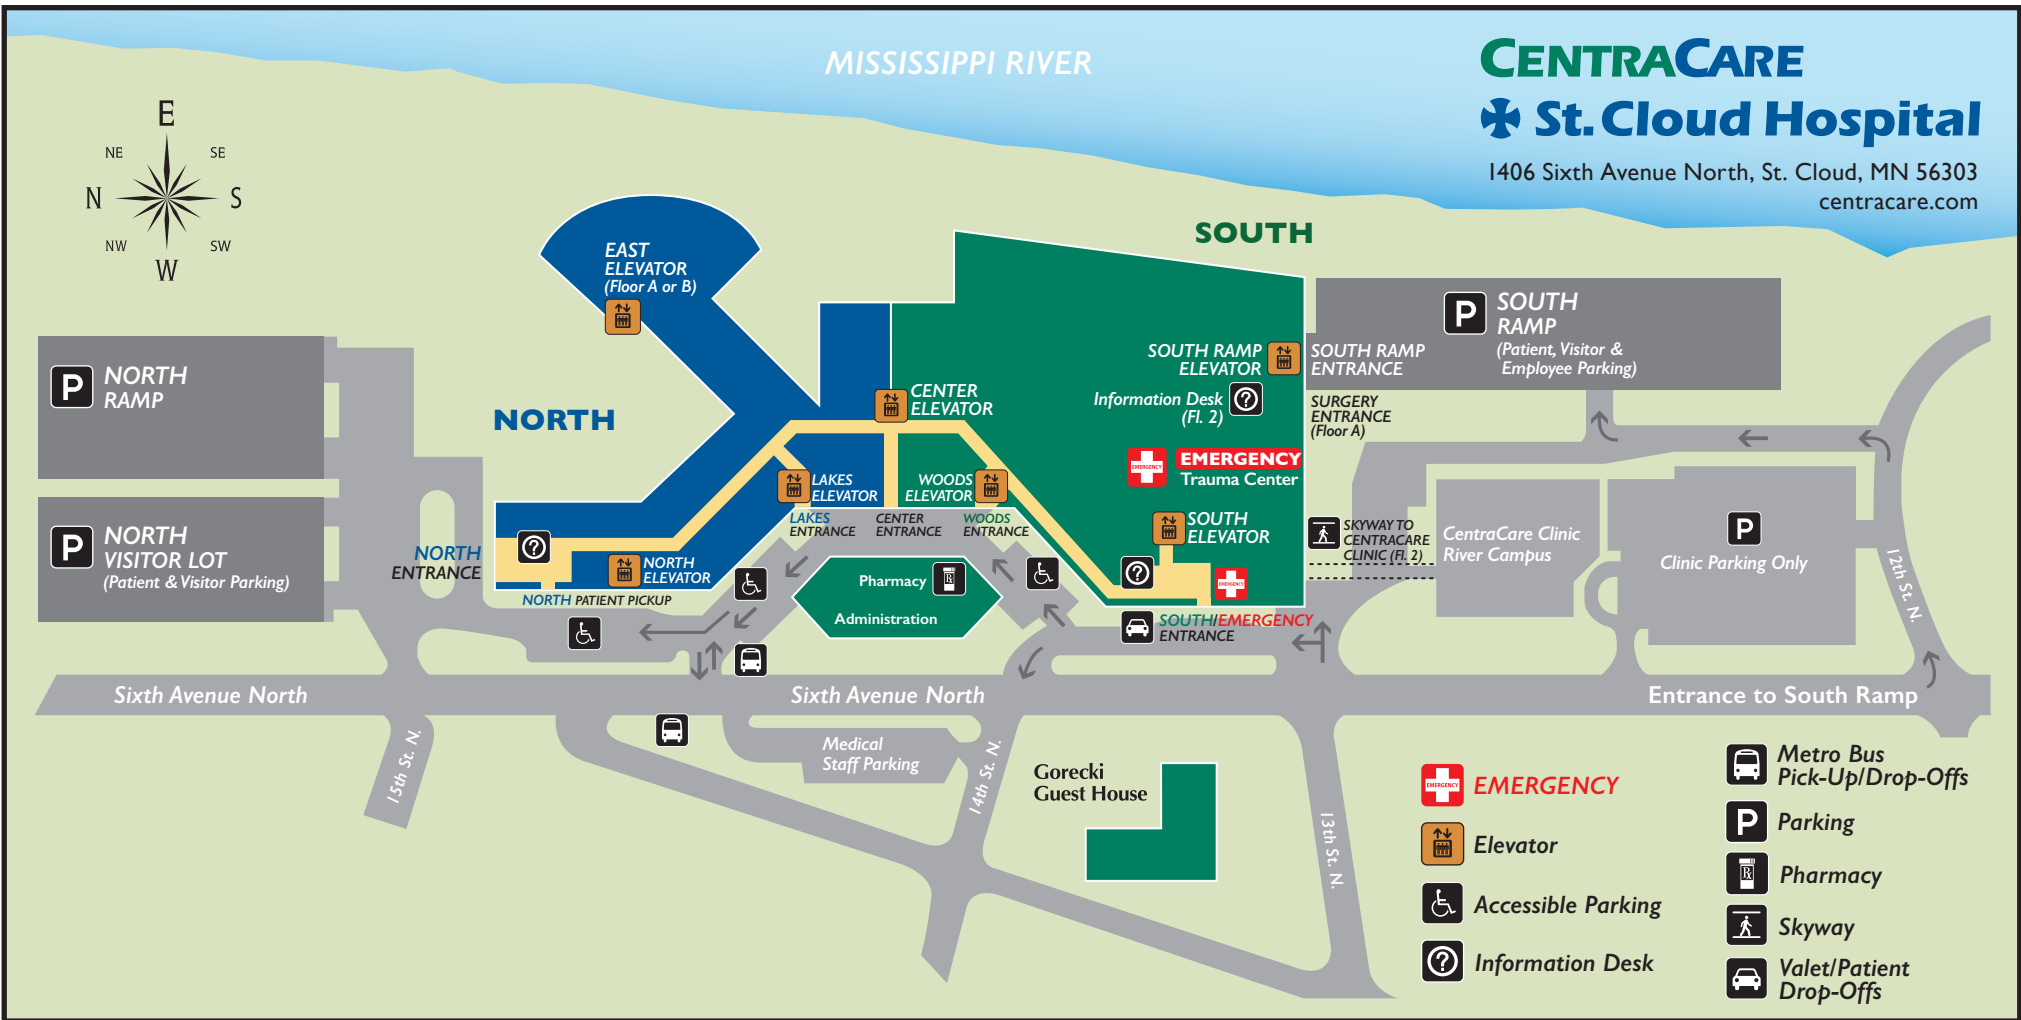 MISSISSIPPI RIVER
CENTRACARE
St. Cloud Hospital
1406 Sixth Avenue North, St. Cloud, MN 56303
centracare.com
E
NE
SE
N
S
NW
SW
W
SOUTH
EAST
ELEVATOR
(Floor A or B)
NORTH
P
NORTH
RAMP
P
NORTH
VISITOR LOT
(Patient & Visitor Parking)
P
SOUTH
RAMP
(Patient, Visitor &
Employee Parking)
SOUTH RAMP
ELEVATOR
SOUTH RAMP
ENTRANCE
Information Desk
(Fl. 2)
?
SURGERY
ENTRANCE
(Floor A)
CENTER
ELEVATOR
EMERGENCY
EMERGENCY
Trauma Center
LAKES
ELEVATOR
WOODS
ELEVATOR
LAKES
ENTRANCE
CENTER
ENTRANCE
WOODS
ENTRANCE
SOUTH
ELEVATOR
SKYWAY TO
CENTRACARE
CLINIC (Fl. 2)
CentraCare Clinic
River Campus
P
Clinic Parking Only
12th St. N.
NORTH
ENTRANCE
?
NORTH
ELEVATOR
NORTH PATIENT PICKUP
Pharmacy
Rx
Administration
?
EMERGENCY
SOUTH/EMERGENCY
ENTRANCE
Sixth Avenue North
Sixth Avenue North
Entrance to South Ramp
15th St. N.
Medical
Staff Parking
14th St. N.
Gorecki
Guest House
13th St. N.
EMERGENCY
EMERGENCY
Elevator
Accessible Parking
?
Information Desk
Metro Bus
Pick-Up/Drop-Offs
P
Parking
Rx
Pharmacy
Skyway
Valet/Patient
Drop-Offs